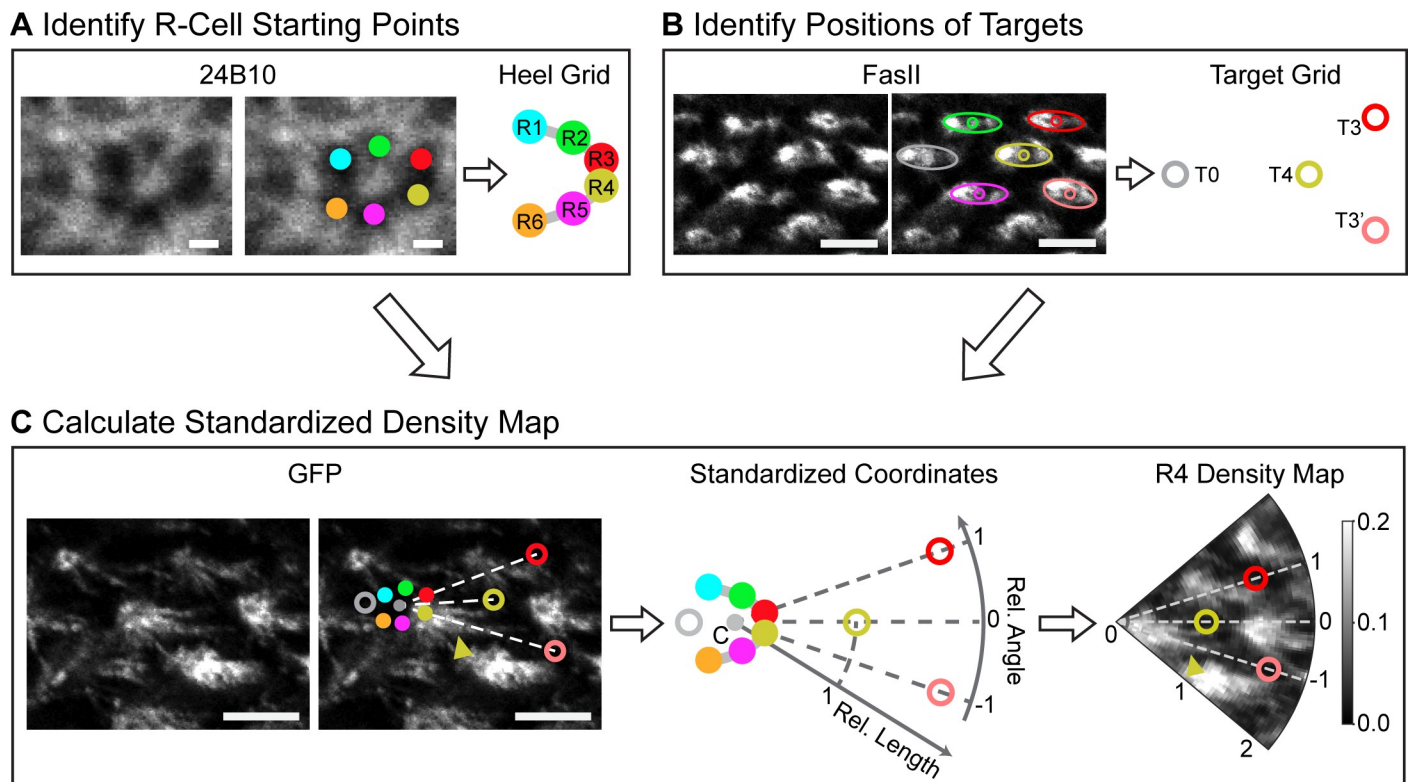 A Identify R-Cell Starting Points
24B10
Heel Grid
R1
R2
R3
R4
R5
R6
B Identify Positions of Targets
FasII
Target Grid
T3
T0
T4
T3'
C Calculate Standardized Density Map
GFP
Standardized Coordinates
R4 Density Map
C
1
0
-1
Rel. Angle
1
Rel. Length
0
1
2
1
0
-1
0.2
0.1
0.0